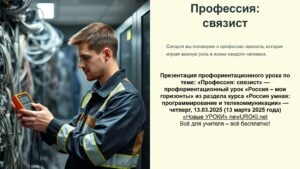 Профессия:
связист
Сегодня мы поговорим о профессии связиста, которая
играет важную роль в жизни каждого человека.
Презентация профориентационного урока по
теме: «Профессия: связист» —
профориентационный урок «Россия – мои
горизонты» из раздела курса «Россия умная:
программирование и телекоммуникации» —
четверг, 13.03.2025 (13 марта 2025 года)
«Новые УРОКИ» newUROKI.net
Всё для учителя – всё бесплатно!